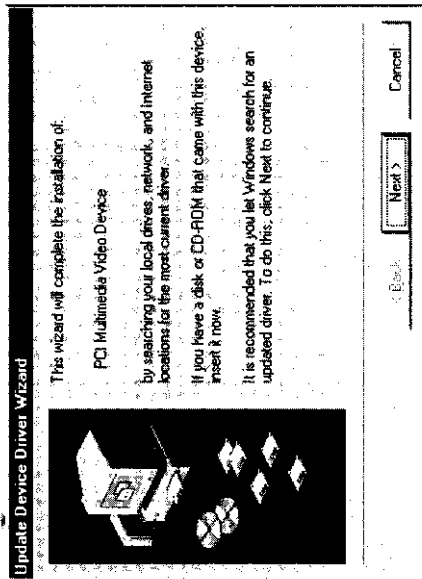 Update Device Driver Wizard
This wizard will complete the installation of:
PCI Multimedia Video Device
by searching your local drives, network, and Internet
locations for the most current driver.
If you have a disk or CD-ROM that came with this device,
insert it now.
It is recommended that you let Windows search for an
updated driver. To do this, click Next to continue.
< Back
Next >
Cancel